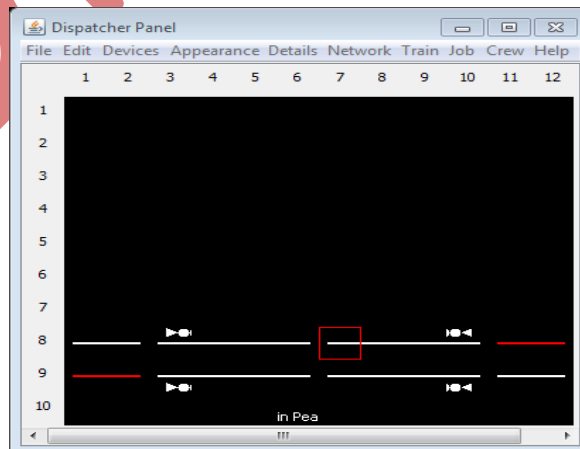 Dispatcher Panel
File Edit Devices Appearance Details Network Train Job Crew Help
1 2 3 4 5 6 7 8 9 10 11 12
1
2
3
4
5
6
7
8
9
10
in Pea